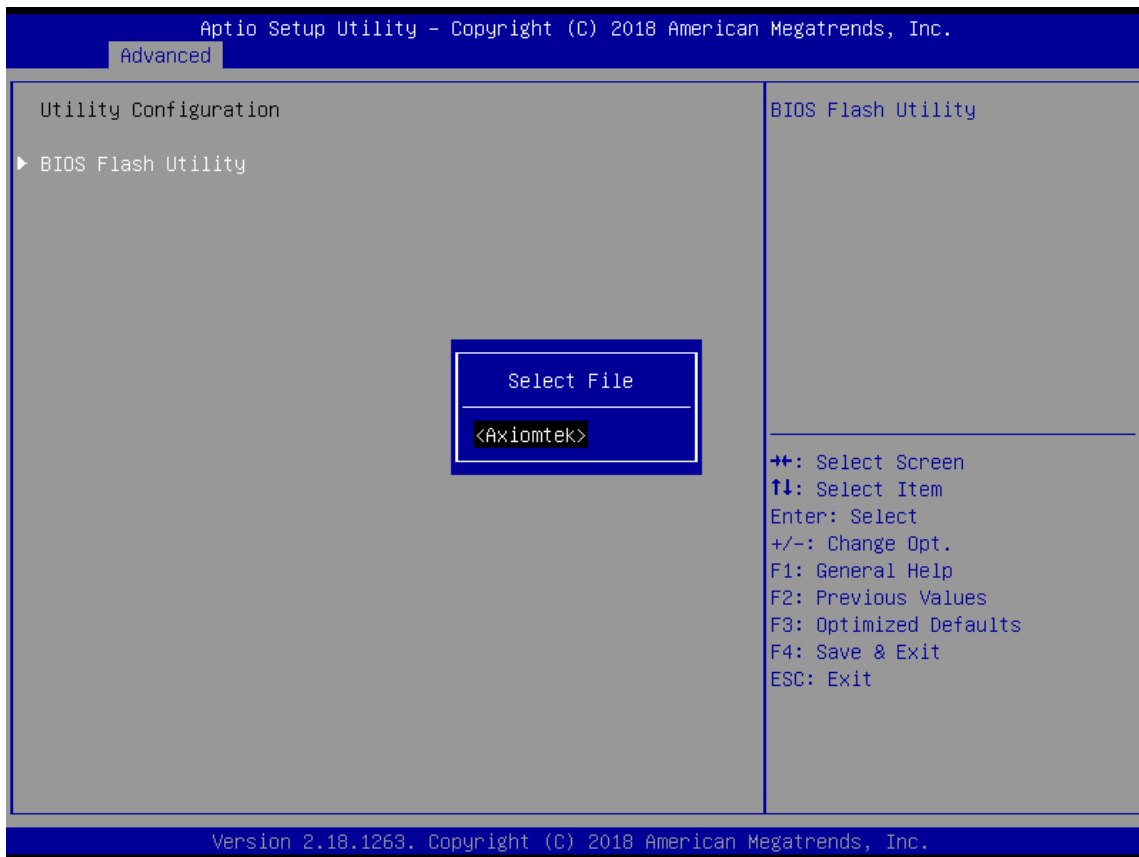 Aptio Setup Utility – Copyright (C) 2018 American Megatrends, Inc.
Advanced
Utility Configuration
▶ BIOS Flash Utility
Select File
<Axiomtek>
BIOS Flash Utility
→←: Select Screen
↑↓: Select Item
Enter: Select
+/-: Change Opt.
F1: General Help
F2: Previous Values
F3: Optimized Defaults
F4: Save & Exit
ESC: Exit
Version 2.18.1263. Copyright (C) 2018 American Megatrends, Inc.